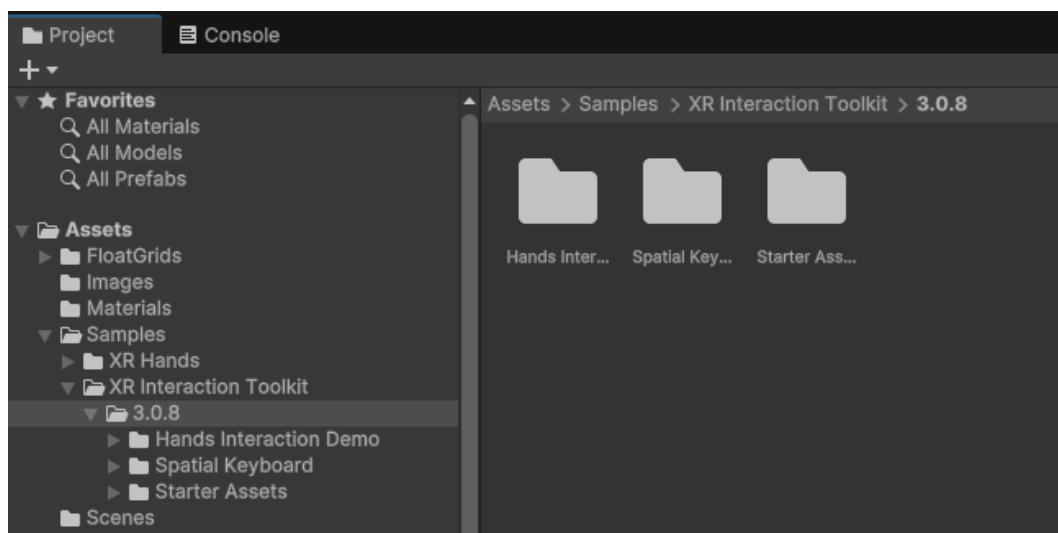 Project
Console
Favorites
All Materials
All Models
All Prefabs
Assets
FloatGrids
Images
Materials
Samples
XR Hands
XR Interaction Toolkit
3.0.8
Hands Interaction Demo
Spatial Keyboard
Starter Assets
Scenes
Assets > Samples > XR Interaction Toolkit > 3.0.8
Hands Inter...
Spatial Key...
Starter Ass...